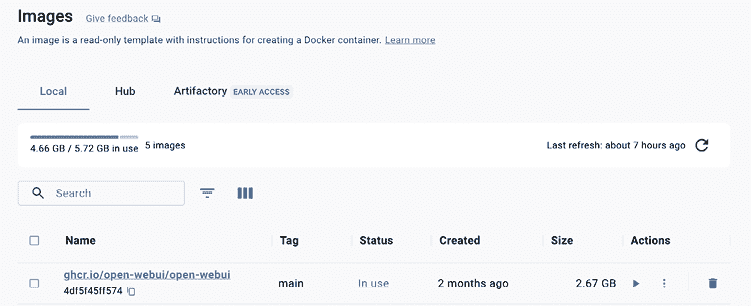 Images Give feedback
An image is a read-only template with instructions for creating a Docker container. Learn more
Local Hub Artifactory EARLY ACCESS
4.66 GB / 5.72 GB in use 5 images Last refresh: about 7 hours ago
Search
Name Tag Status Created Size Actions
ghcr.io/open-webui/open-webui main In use 2 months ago 2.67 GB
4df5f45ff574